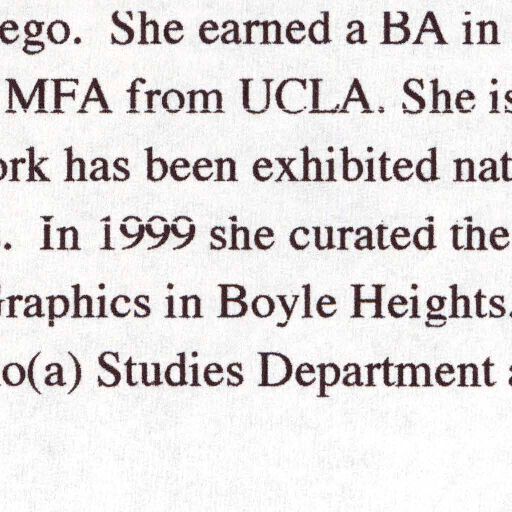 ego. She earned a BA in
MFA from UCLA. She is
ork has been exhibited nat
. In 1999 she curated the
Graphics in Boyle Heights.
o(a) Studies Department a